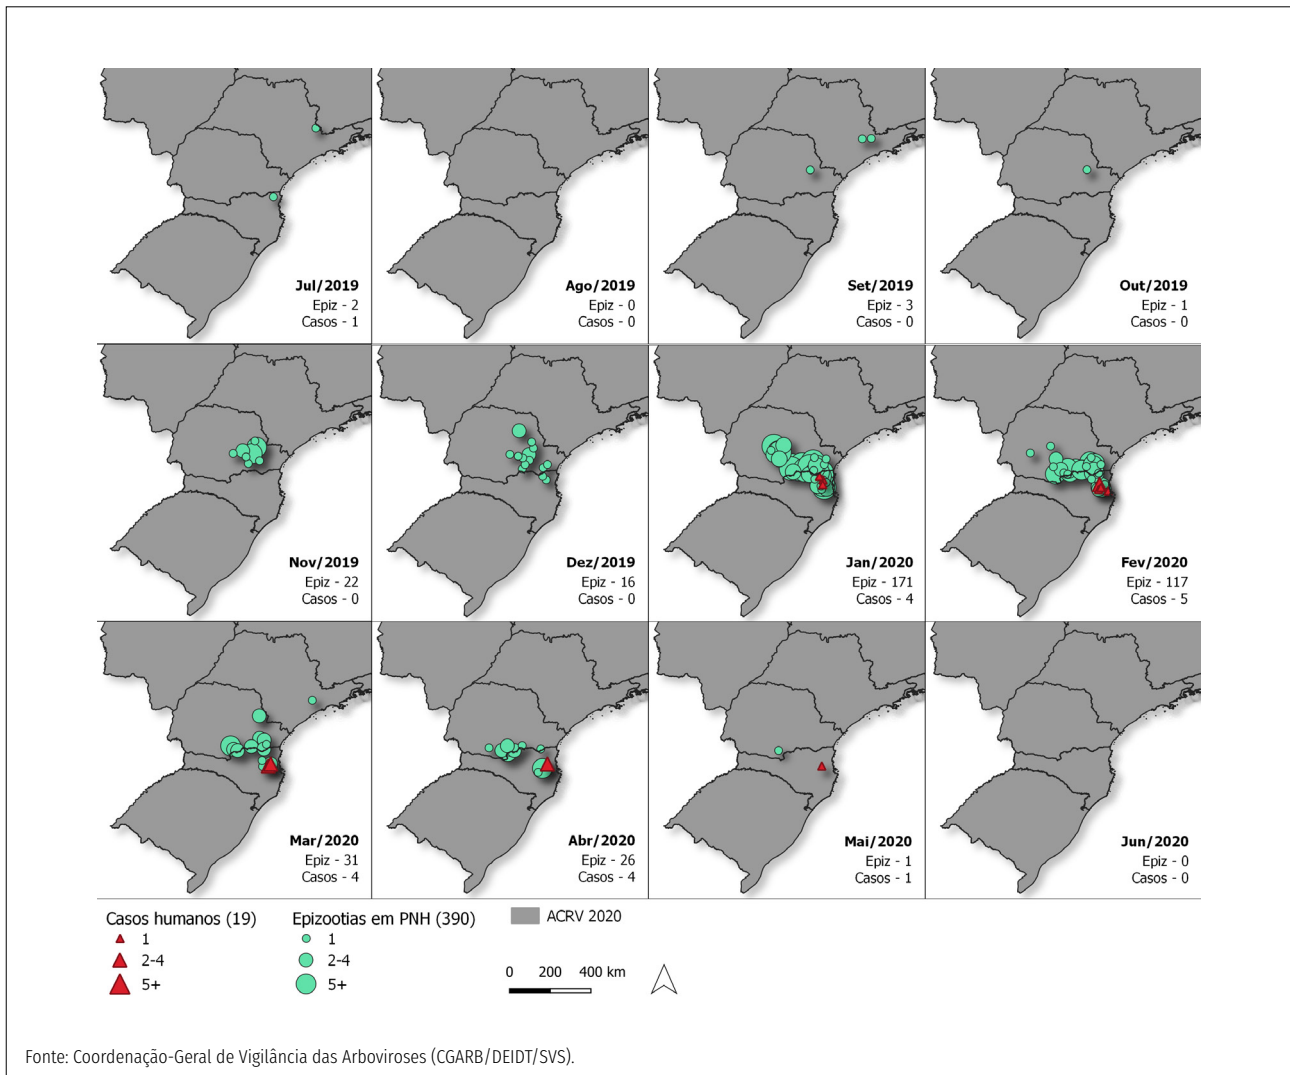 Jul/2019
Epiz - 2
Casos - 1
Ago/2019
Epiz - 0
Casos - 0
Set/2019
Epiz - 3
Casos - 0
Out/2019
Epiz - 1
Casos - 0
Nov/2019
Epiz - 22
Casos - 0
Dez/2019
Epiz - 16
Casos - 0
Jan/2020
Epiz - 171
Casos - 4
Fev/2020
Epiz - 117
Casos - 5
Mar/2020
Epiz - 31
Casos - 4
Abr/2020
Epiz - 26
Casos - 4
Mai/2020
Epiz - 1
Casos - 1
Jun/2020
Epiz - 0
Casos - 0
Casos humanos (19)
1
2-4
5+
Epizootias em PNH (390)
1
2-4
5+
ACRV 2020
0 200 400 km
Fonte: Coordenação-Geral de Vigilância das Arboviroses (CGARB/DEIDT/SVS).